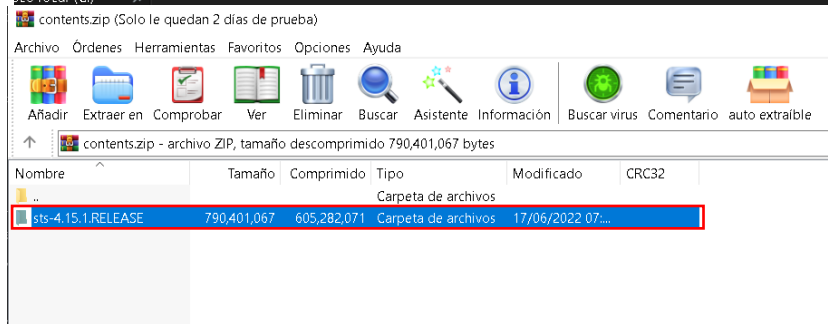 contents.zip (Solo le quedan 2 días de prueba)
Archivo Órdenes Herramientas Favoritos Opciones Ayuda
Añadir Extraer en Comprobar Ver Eliminar Buscar Asistente Información Buscar virus Comentario auto extraíble
contents.zip - archivo ZIP, tamaño descomprimido 790,401,067 bytes
Nombre Tamaño Comprimido Tipo Modificado CRC32
.. Carpeta de archivos
sts-4.15.1.RELEASE 790,401,067 605,282,071 Carpeta de archivos 17/06/2022 07:...